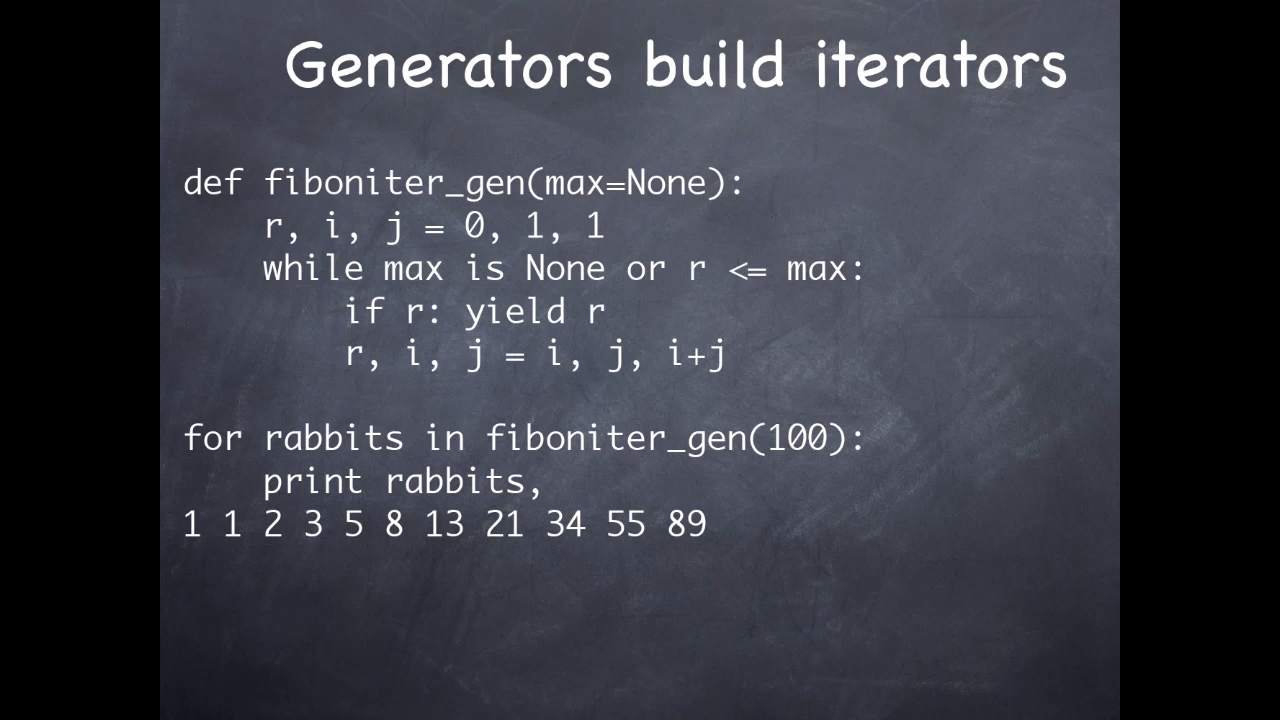 Generators build iterators
def fiboniter_gen(max=None):
    r, i, j = 0, 1, 1
    while max is None or r <= max:
        if r: yield r
        r, i, j = i, j, i+j
for rabbits in fiboniter_gen(100):
    print rabbits,
1 1 2 3 5 8 13 21 34 55 89